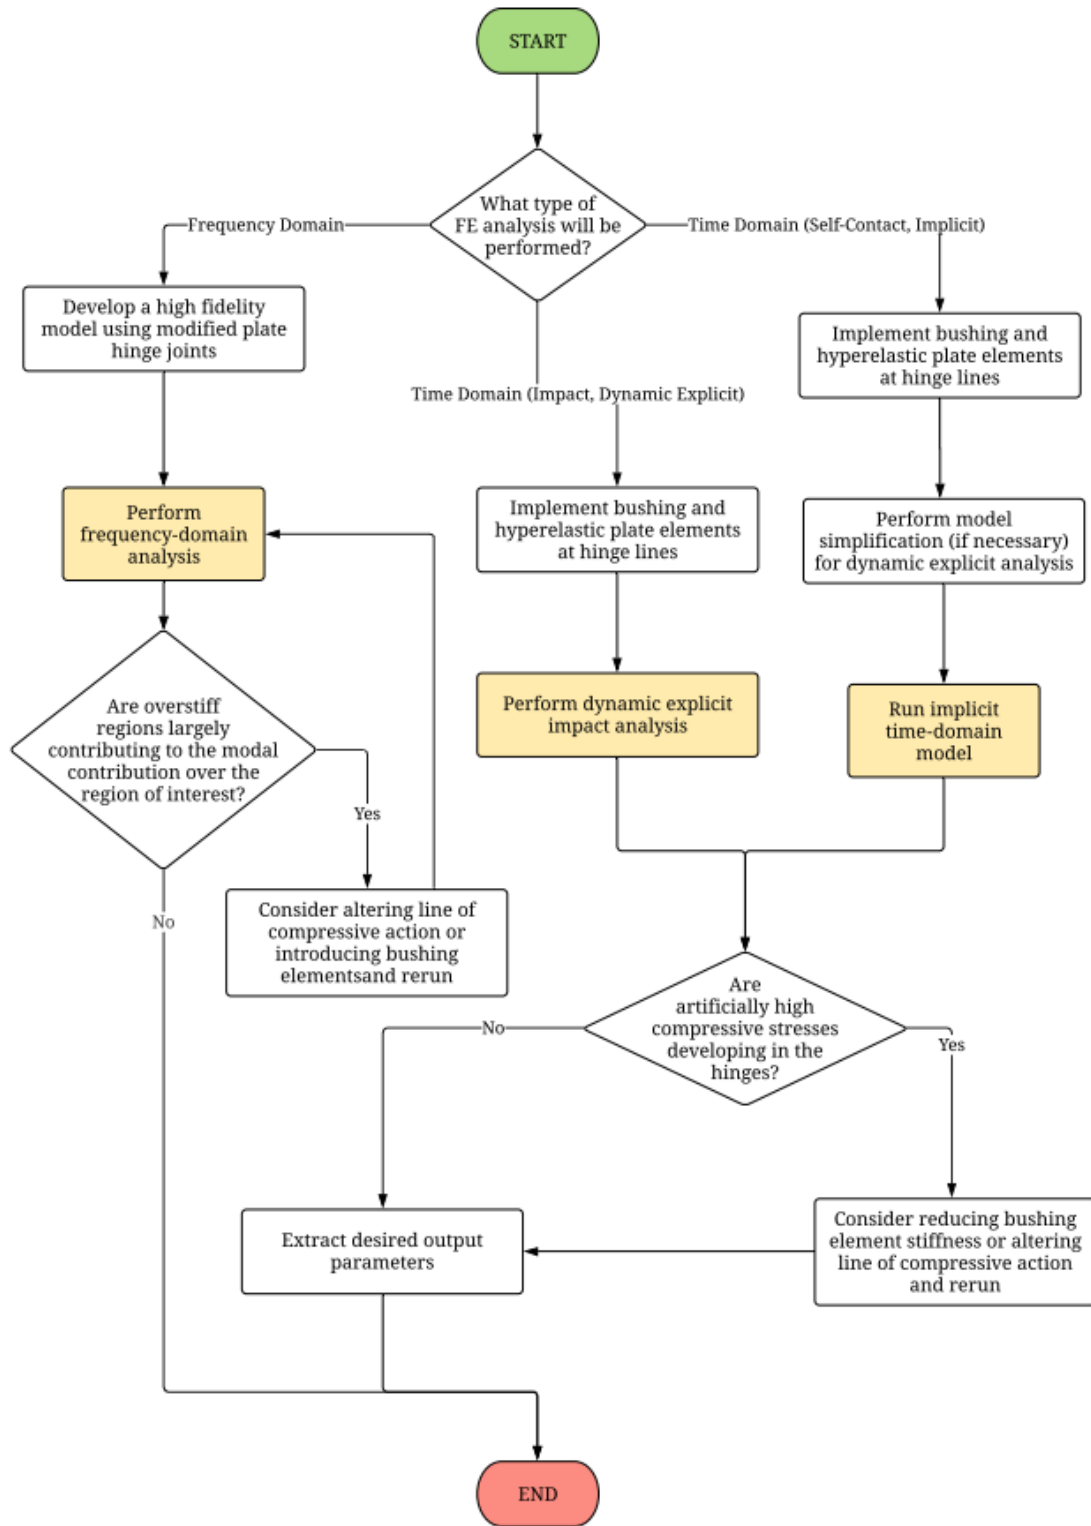 START
What type of
FE analysis will be
performed?
Frequency Domain
Time Domain (Self-Contact, Implicit)
Develop a high fidelity
model using modified plate
hinge joints
Implement bushing and
hyperelastic plate elements
at hinge lines
Time Domain (Impact, Dynamic Explicit)
Perform
frequency-domain
analysis
Implement bushing and
hyperelastic plate elements
at hinge lines
Perform model
simplification (if necessary)
for dynamic explicit analysis
Are overstiff
regions largely
contributing to the modal
contribution over the
region of interest?
Perform dynamic explicit
impact analysis
Run implicit
time-domain
model
Yes
No
Consider altering line of
compressive action or
introducing bushing
elementsand rerun
Are
artificially high
compressive stresses
developing in the
hinges?
No
Yes
Extract desired output
parameters
Consider reducing bushing
element stiffness or altering
line of compressive action
and rerun
END